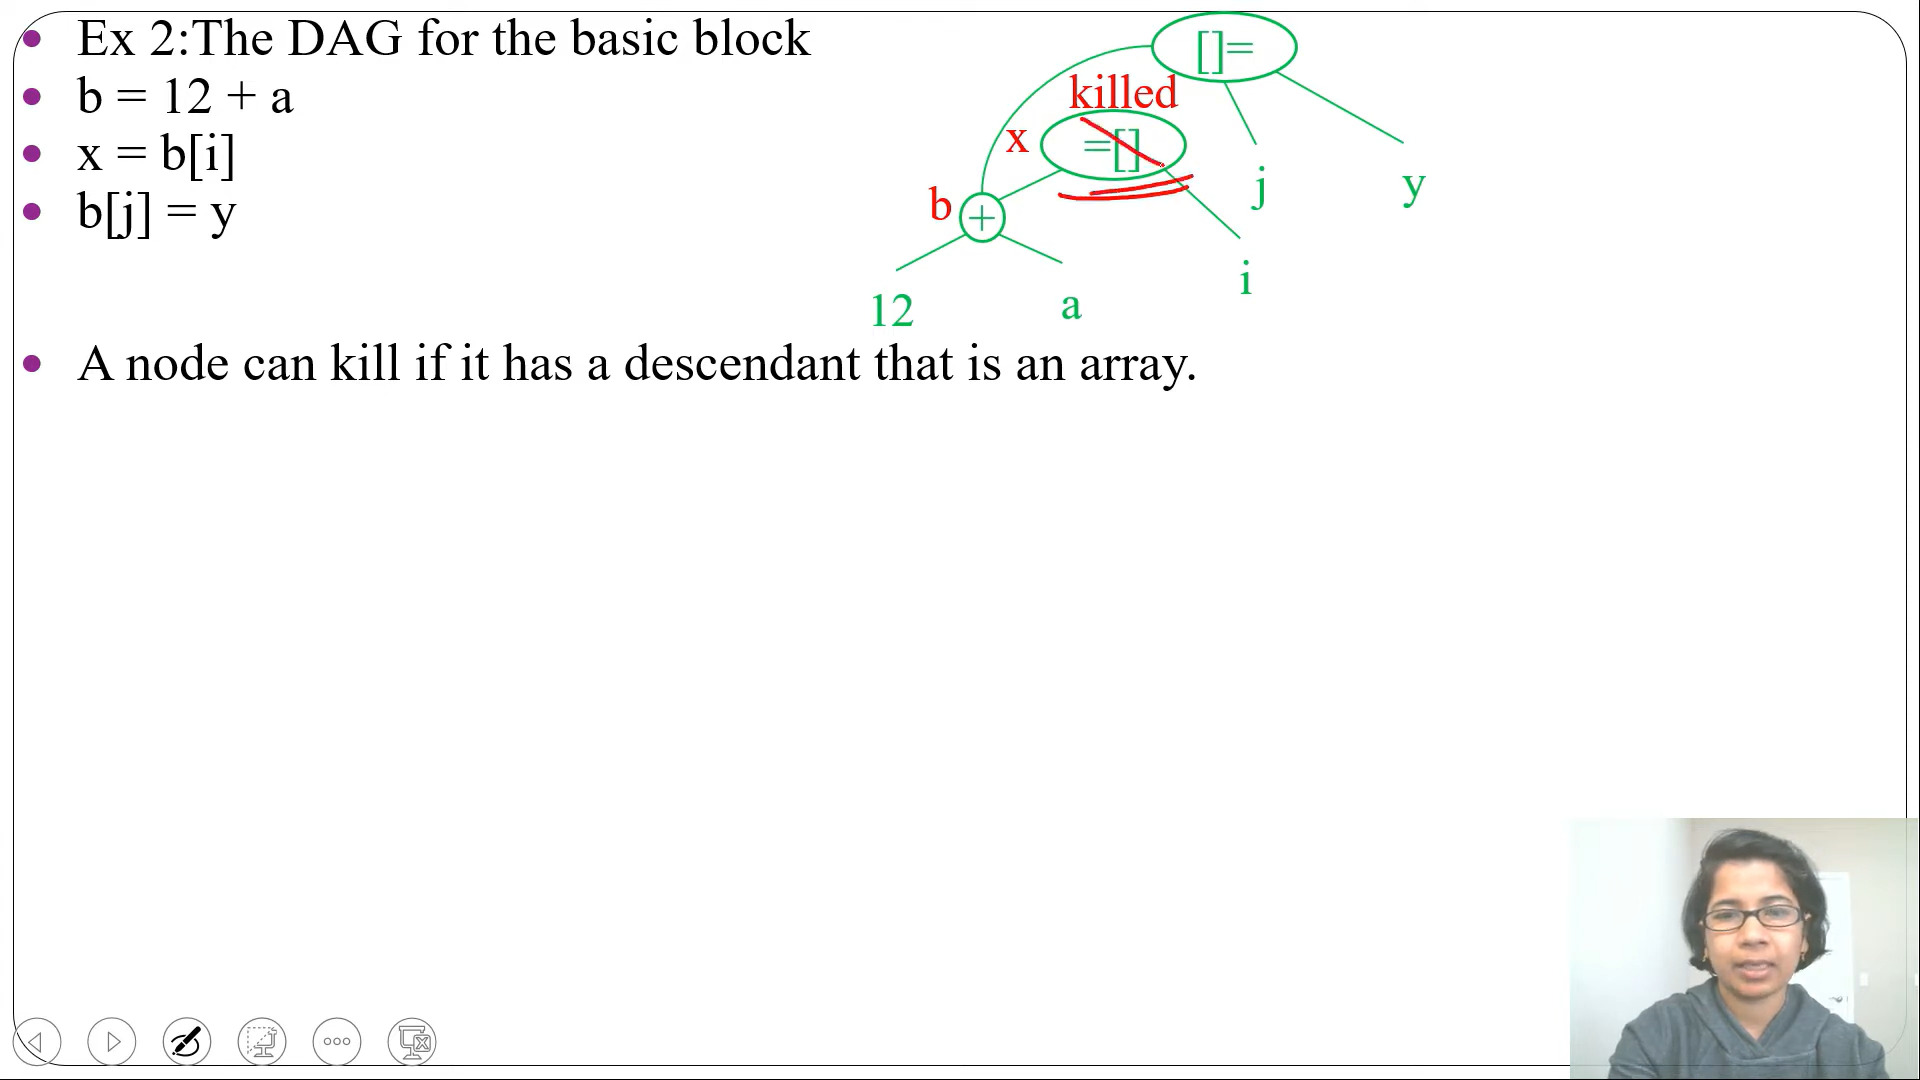 Ex 2:The DAG for the basic block
b = 12 + a
x = b[i]
b[j] = y
[]=
killed
x =[]
j
y
b +
i
12
a
A node can kill if it has a descendant that is an array.